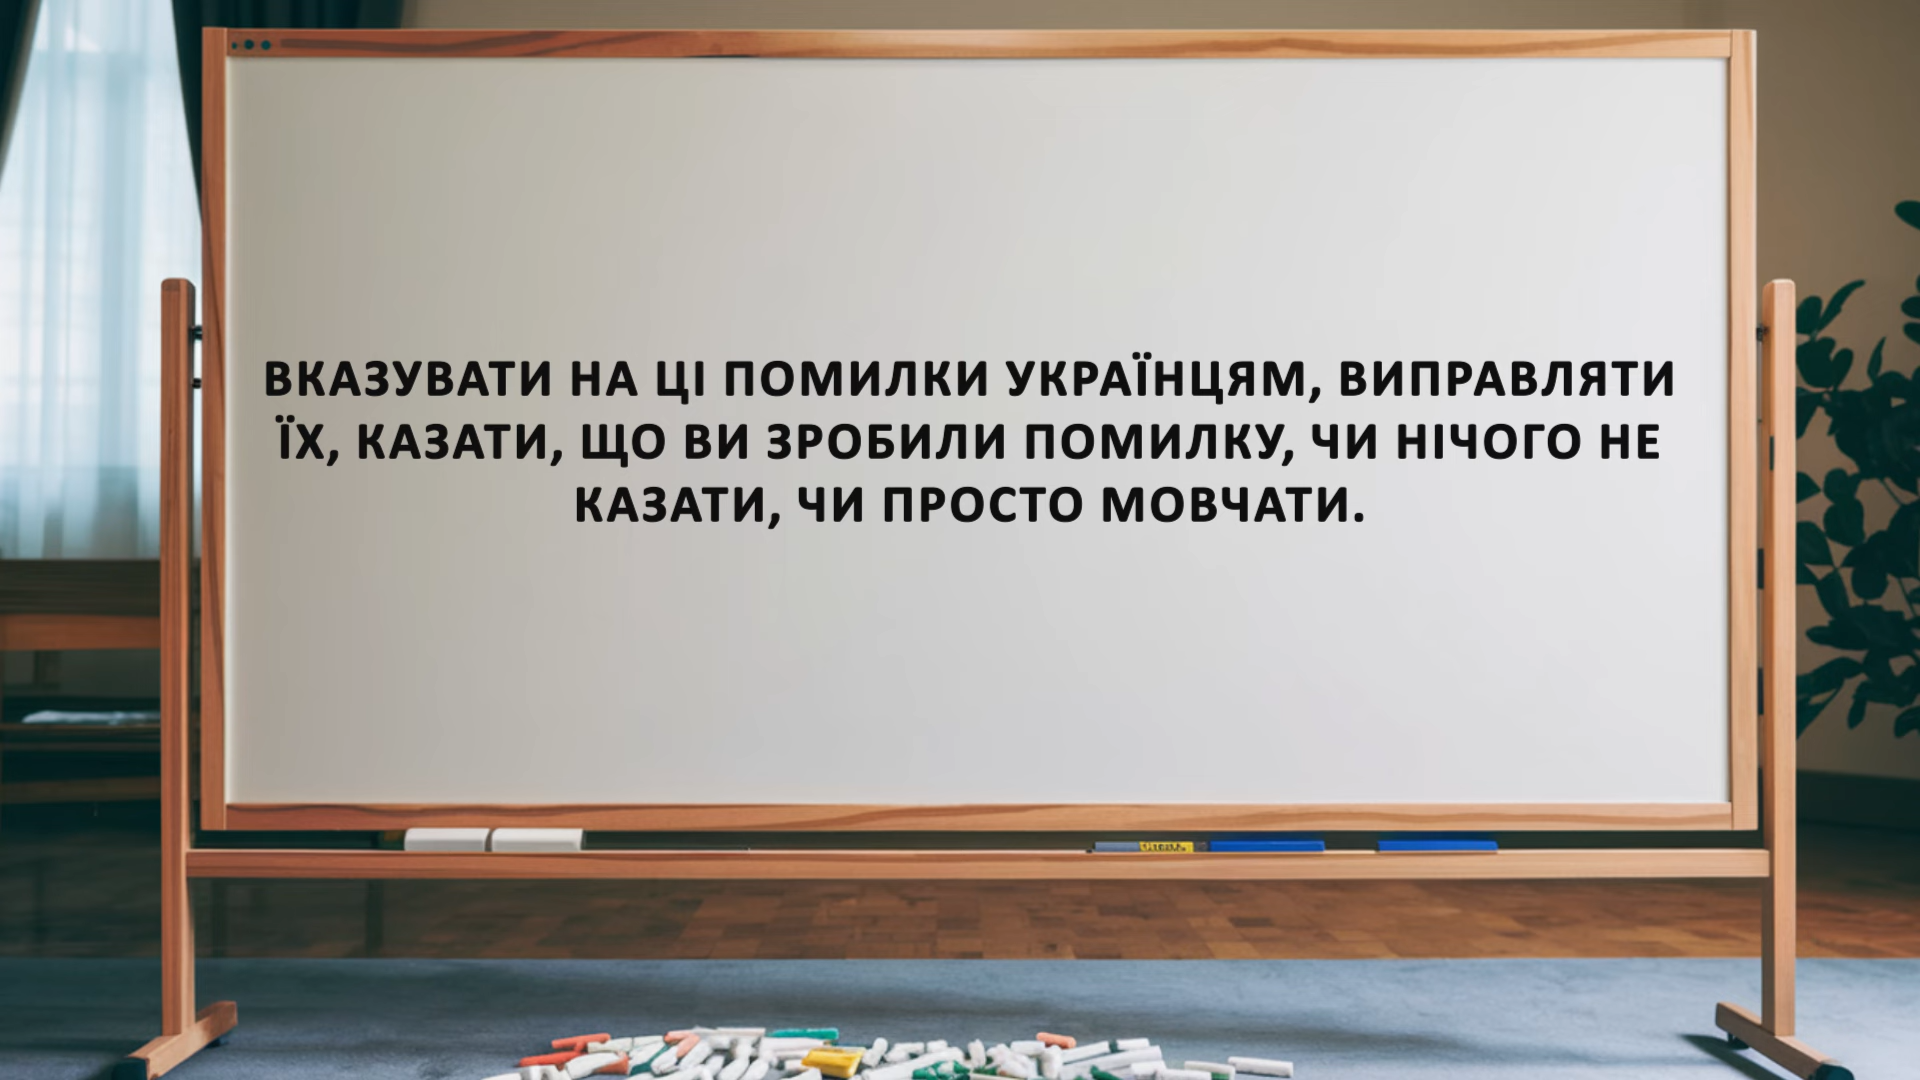 ВКАЗУВАТИ НА ЦІ ПОМИЛКИ УКРАЇНЦЯМ, ВИПРАВЛЯТИ
ЇХ, КАЗАТИ, ЩО ВИ ЗРОБИЛИ ПОМИЛКУ, ЧИ НІЧОГО НЕ
КАЗАТИ, ЧИ ПРОСТО МОВЧАТИ.